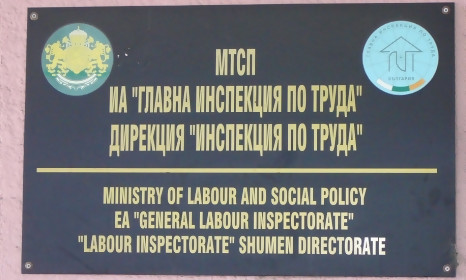 МТСП
ИА "ГЛАВНА ИНСПЕКЦИЯ ПО ТРУДА"
ДИРЕКЦИЯ "ИНСПЕКЦИЯ ПО ТРУДА"
MINISTRY OF LABOUR AND SOCIAL POLICY
EA "GENERAL LABOUR INSPECTORATE"
"LABOUR INSPECTORATE" SHUMEN DIRECTORATE